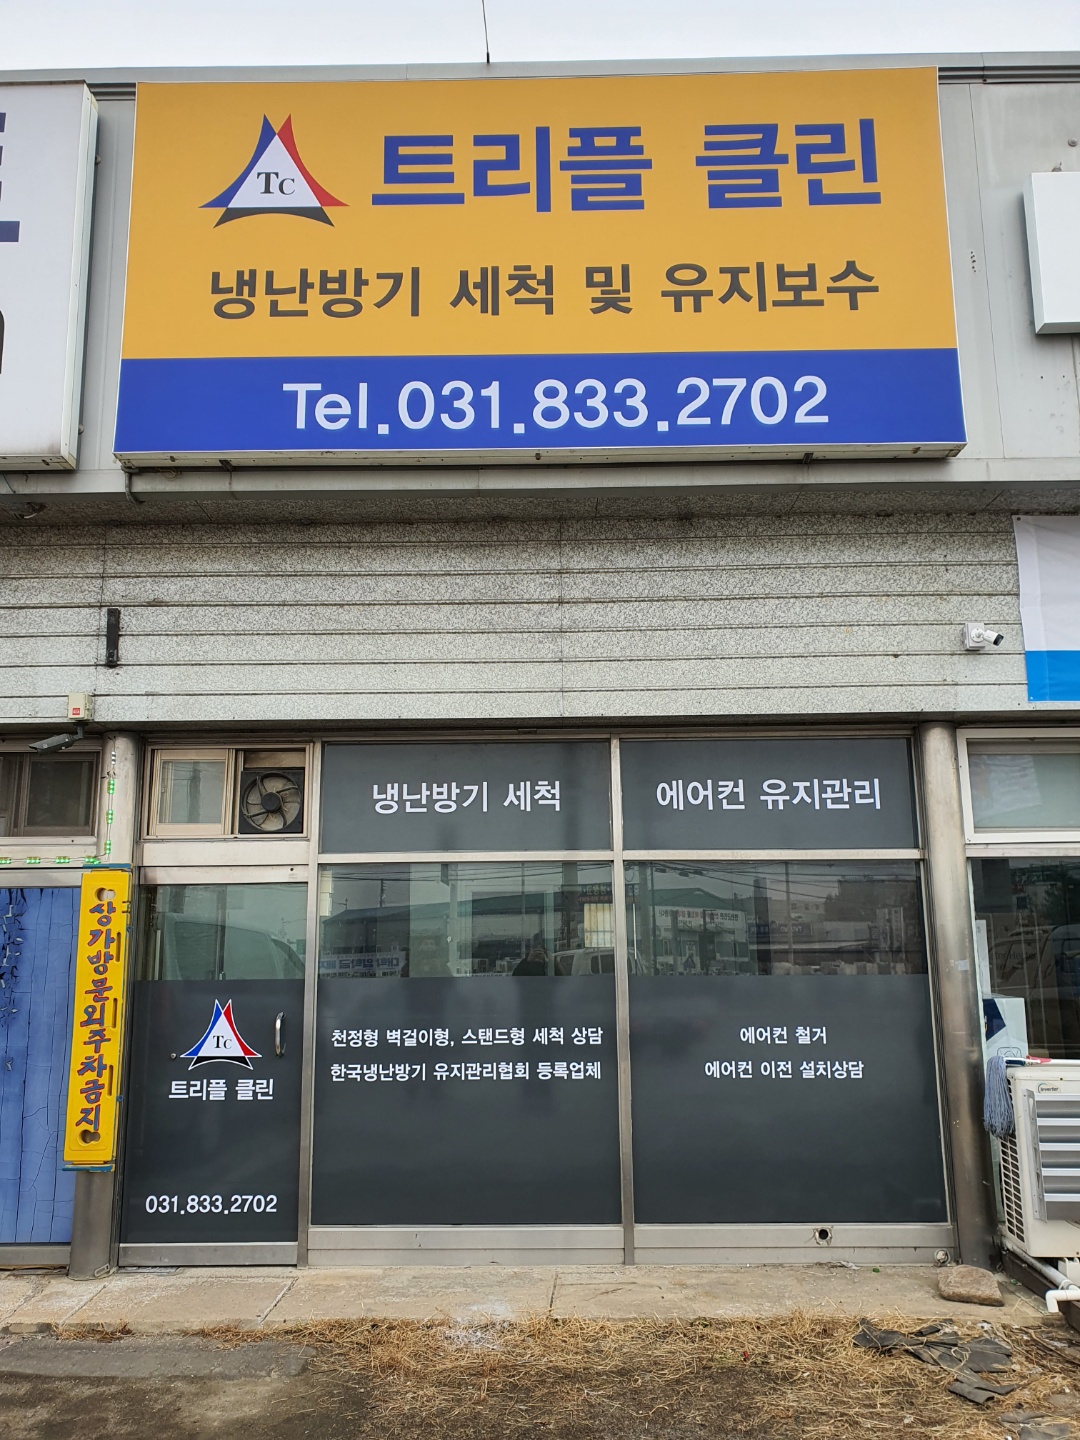 TC
트리플 클린
냉난방기 세척 및 유지보수
Tel.031.833.2702
냉난방기 세척
에어컨 유지관리
상가방문외주차금지
TC
트리플 클린
031.833.2702
천정형 벽걸이형, 스탠드형 세척 상담
한국냉난방기 유지관리협회 등록업체
에어컨 철거
에어컨 이전 설치상담